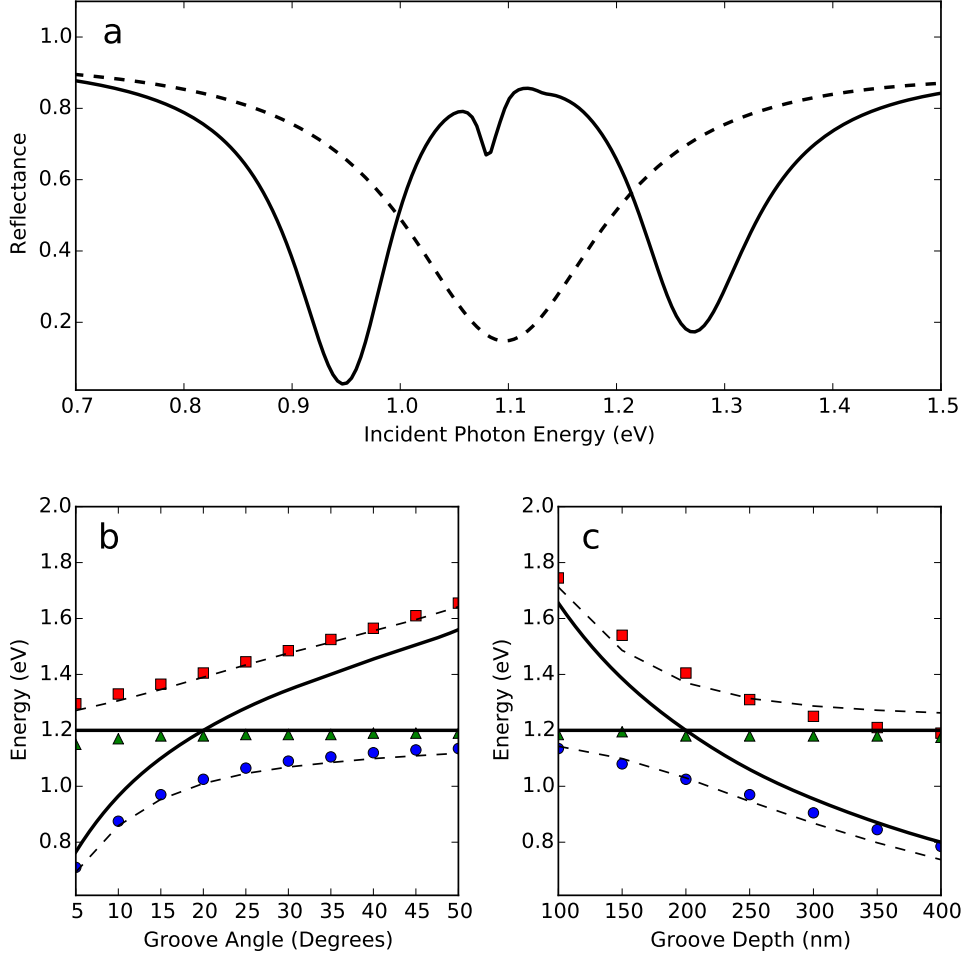 a
1.0
0.8
0.6
0.4
0.2
Reflectance
0.7 0.8 0.9 1.0 1.1 1.2 1.3 1.4 1.5
Incident Photon Energy (eV)
b
2.0
1.8
1.6
1.4
1.2
1.0
0.8
Energy (eV)
5 10 15 20 25 30 35 40 45 50
Groove Angle (Degrees)
c
2.0
1.8
1.6
1.4
1.2
1.0
0.8
Energy (eV)
100 150 200 250 300 350 400
Groove Depth (nm)